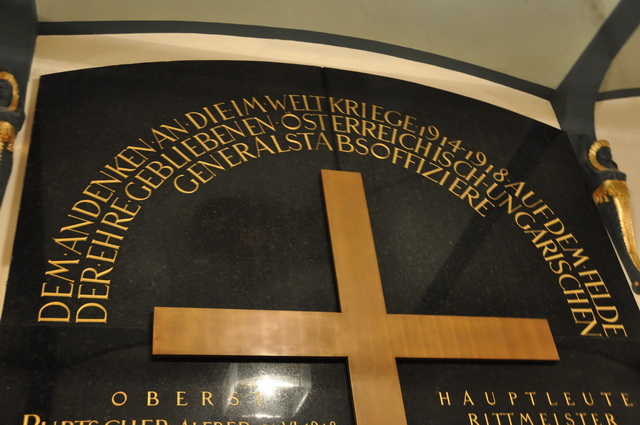 DEM·ANDENKEN·AN·DIE·IM·WELTKRIEGE·1914-1918·AUF·DEM·FELDE
DER·EHRE·GEBLIEBENEN·ÖSTERREICHISCH-UNGARISCHEN
GENERALSTABSOFFIZIERE
OBERST
HAUPTLEUTE
RITTMEISTER